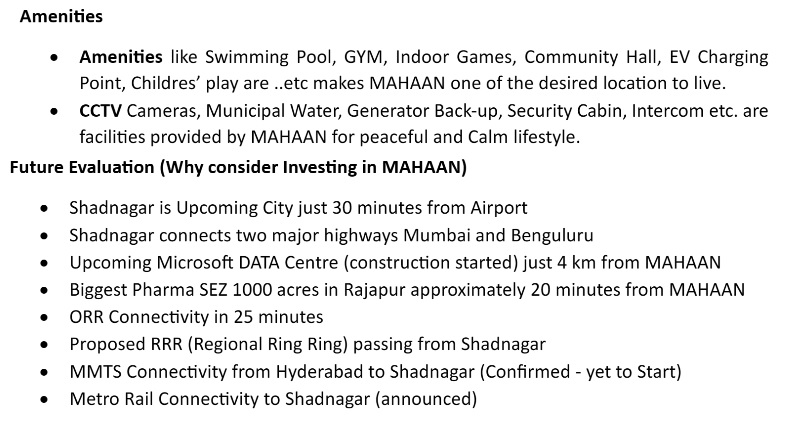 Amenities
• Amenities like Swimming Pool, GYM, Indoor Games, Community Hall, EV Charging
Point, Childres’ play are ..etc makes MAHAAN one of the desired location to live.
• CCTV Cameras, Municipal Water, Generator Back-up, Security Cabin, Intercom etc. are
facilities provided by MAHAAN for peaceful and Calm lifestyle.
Future Evaluation (Why consider Investing in MAHAAN)
• Shadnagar is Upcoming City just 30 minutes from Airport
• Shadnagar connects two major highways Mumbai and Benguluru
• Upcoming Microsoft DATA Centre (construction started) just 4 km from MAHAAN
• Biggest Pharma SEZ 1000 acres in Rajapur approximately 20 minutes from MAHAAN
• ORR Connectivity in 25 minutes
• Proposed RRR (Regional Ring Ring) passing from Shadnagar
• MMTS Connectivity from Hyderabad to Shadnagar (Confirmed - yet to Start)
• Metro Rail Connectivity to Shadnagar (announced)